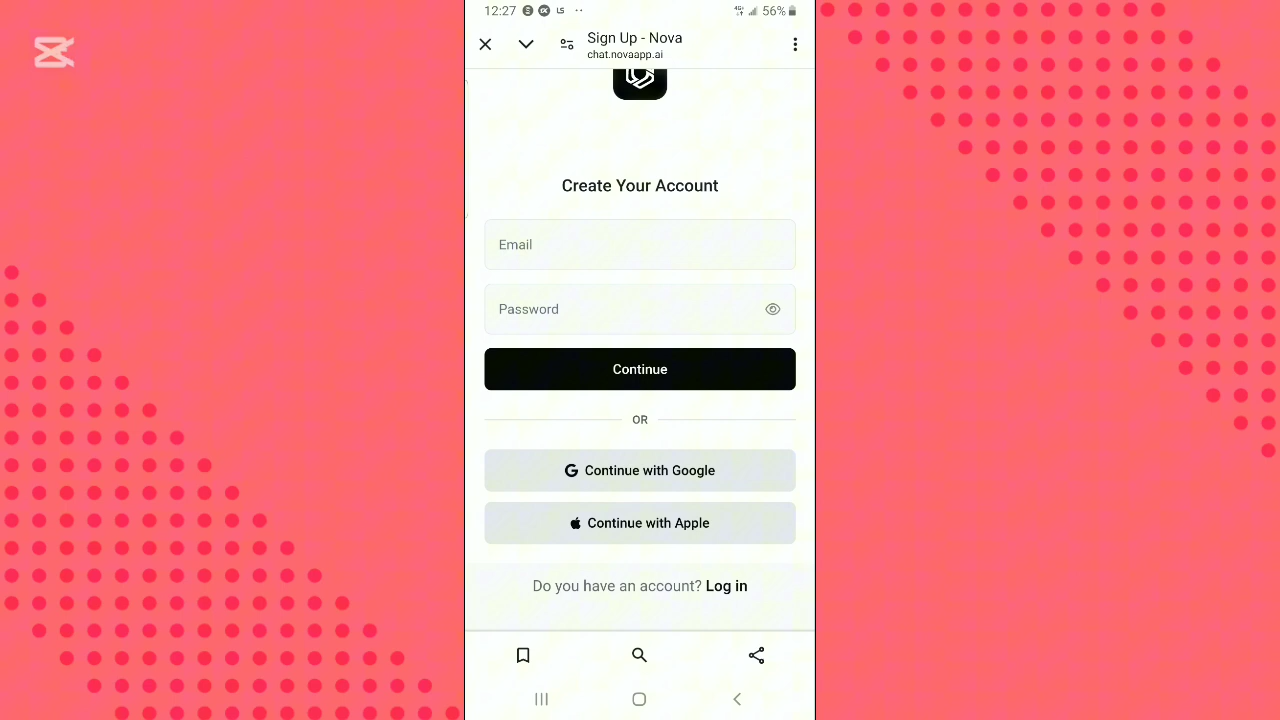 12:27
56%
Sign Up - Nova
chat.novaapp.ai
Create Your Account
Email
Password
Continue
OR
Continue with Google
Continue with Apple
Do you have an account? Log in